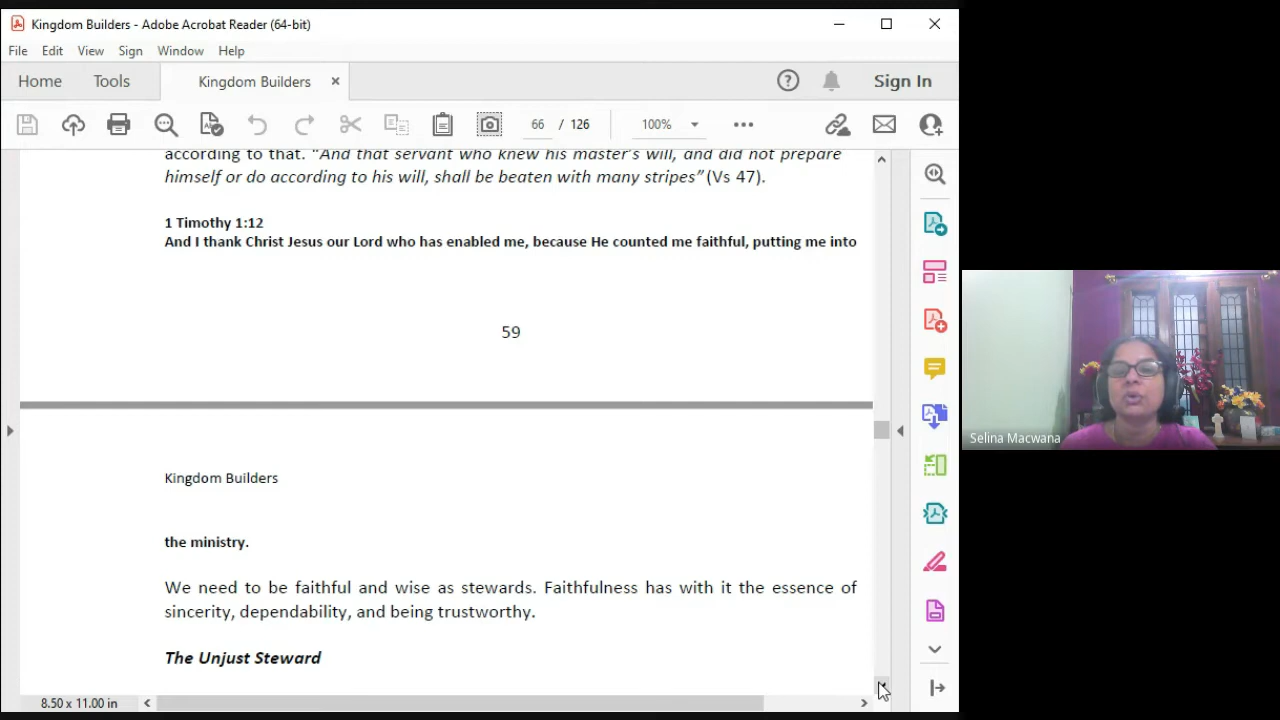 Kingdom Builders - Adobe Acrobat Reader (64-bit)
File Edit View Sign Window Help
Home Tools Kingdom Builders × Sign In
66 / 126 100%
according to that. “And that servant who knew his master’s will, and did not prepare
himself or do according to his will, shall be beaten with many stripes” (Vs 47).
1 Timothy 1:12
And I thank Christ Jesus our Lord who has enabled me, because He counted me faithful, putting me into
59
Kingdom Builders
the ministry.
We need to be faithful and wise as stewards. Faithfulness has with it the essence of
sincerity, dependability, and being trustworthy.
The Unjust Steward
8.50 x 11.00 in
Selina Macwana